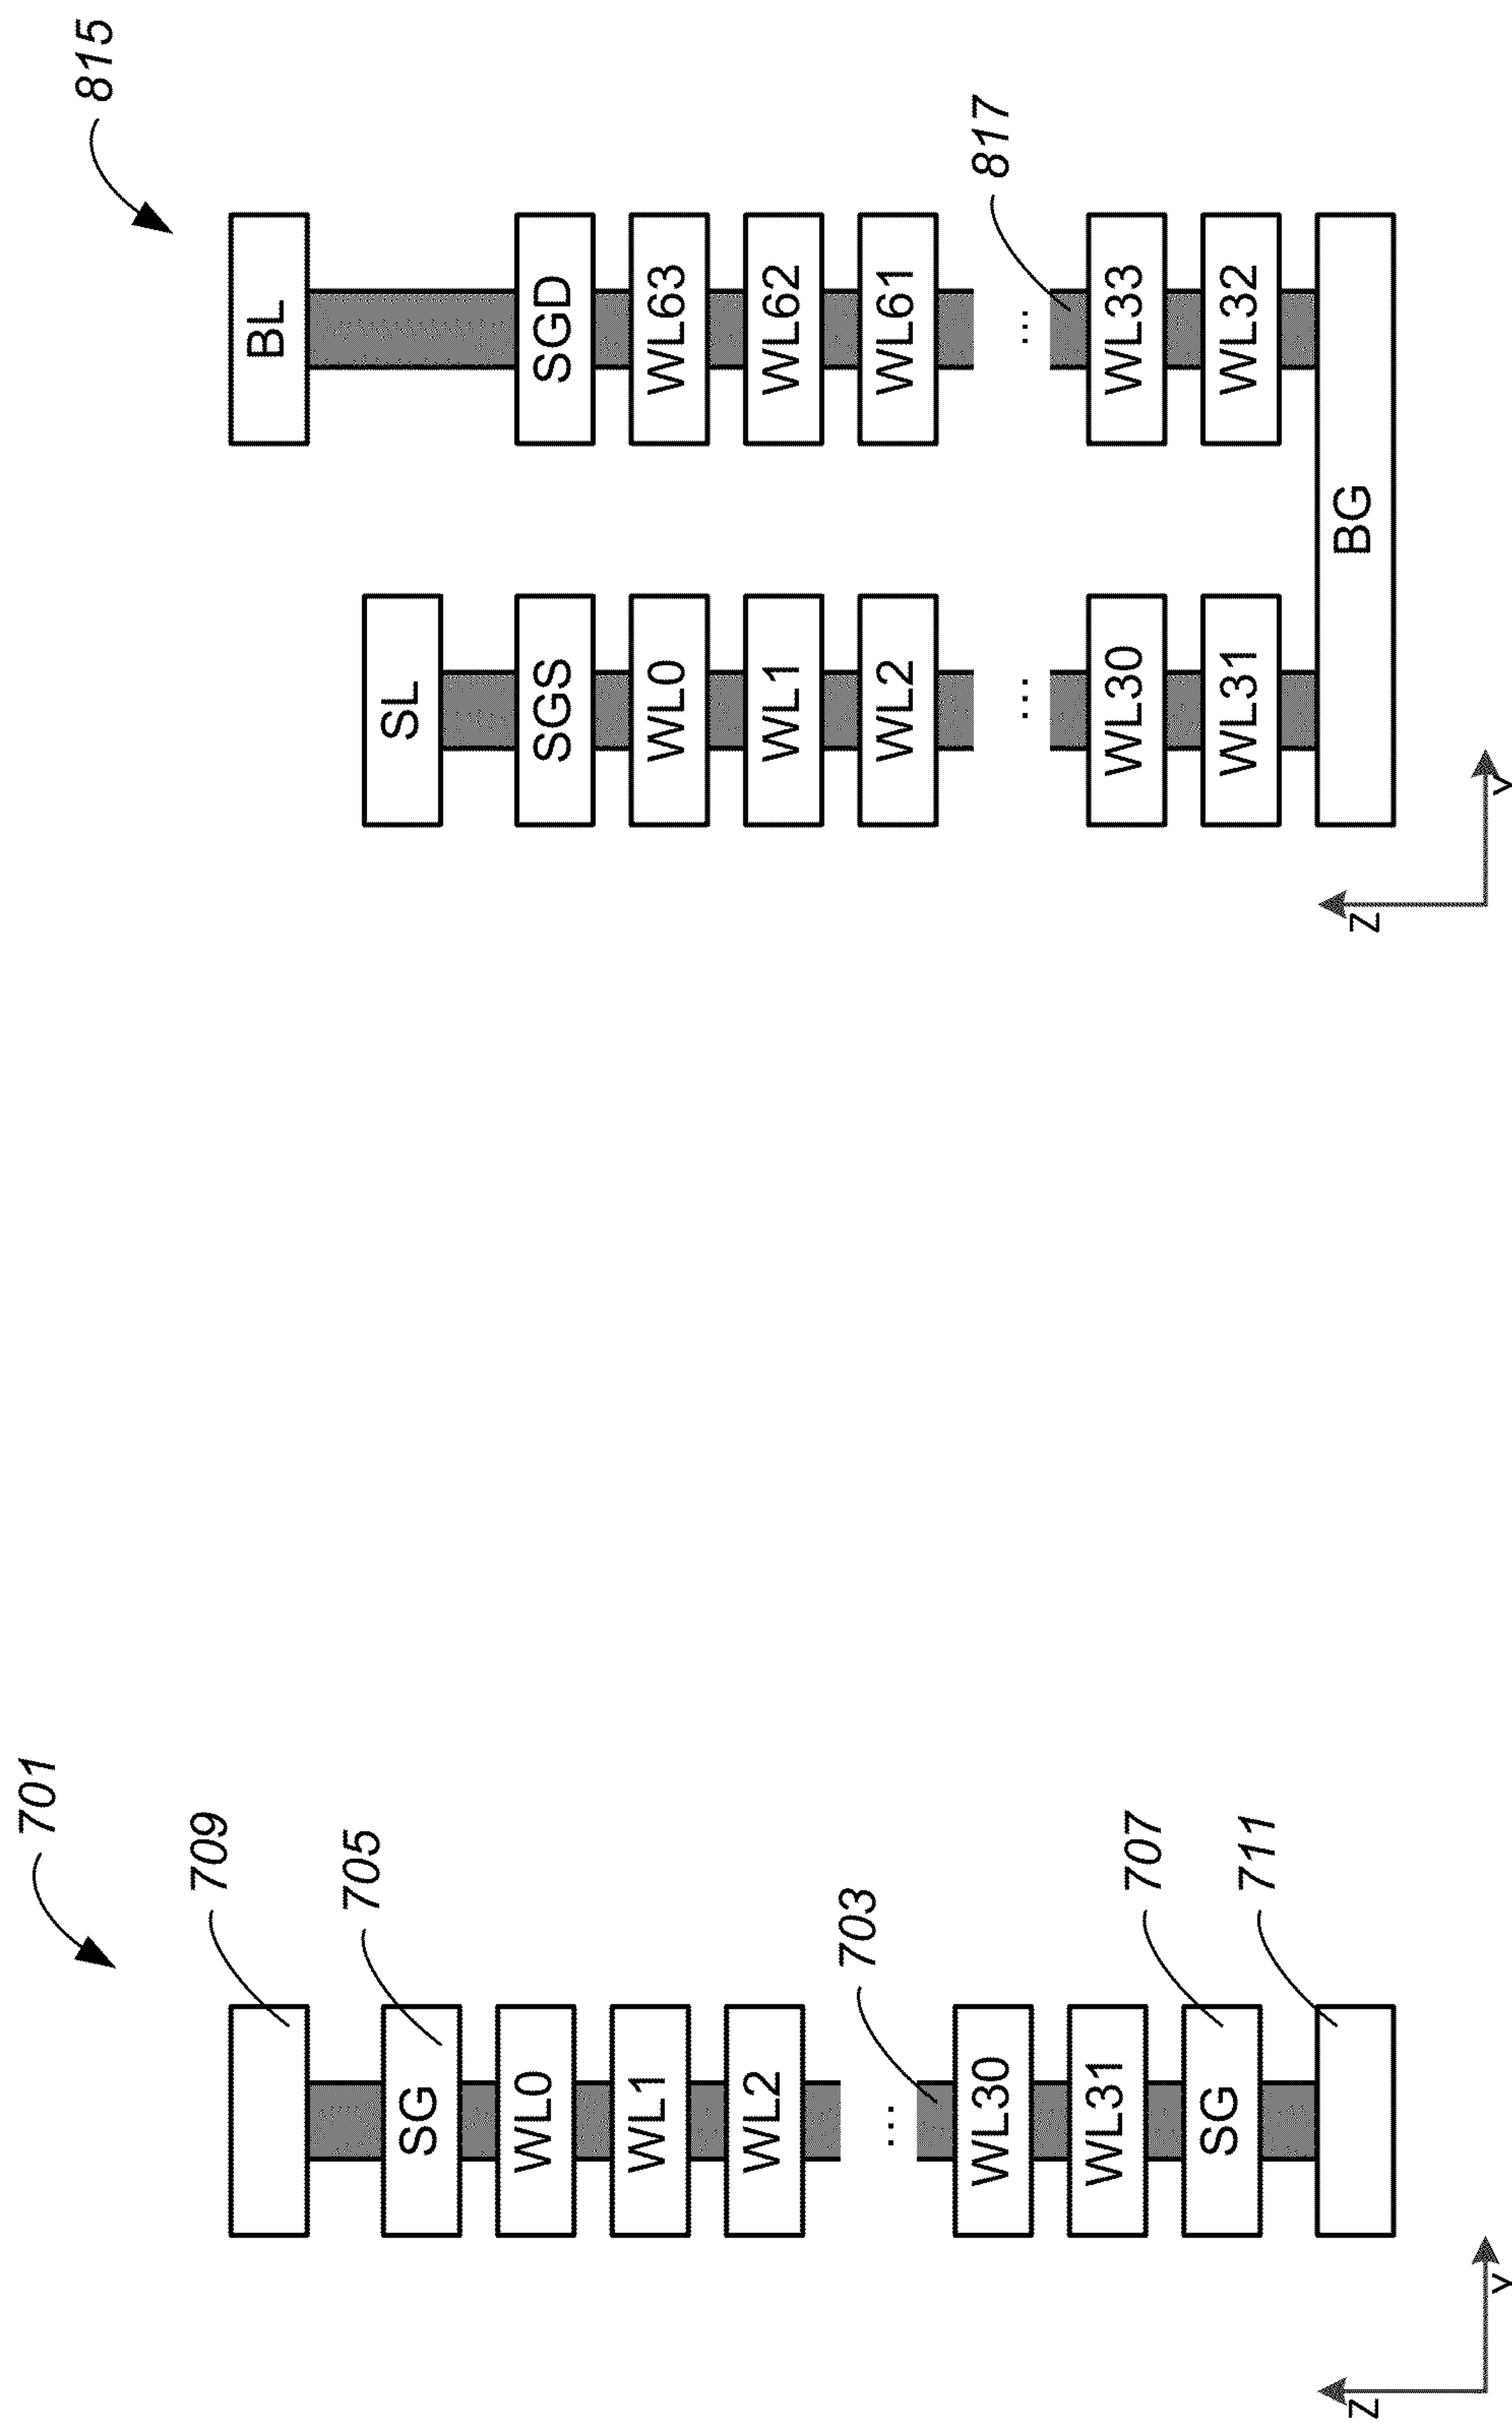 701
709
705
SG
WL0
WL1
WL2
703
...
WL30
WL31
707
SG
711
Z
Y
815
BL
SL
SGS SGD
WL0 WL63
WL1 WL62
WL2 WL61
817
... ...
WL30 WL33
WL31 WL32
BG
Z
Y